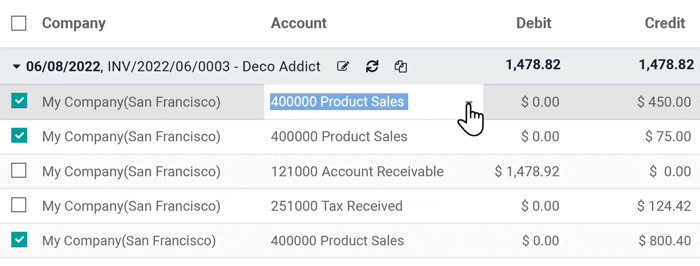 Company Account Debit Credit
06/08/2022, INV/2022/06/0003 - Deco Addict 1,478.82 1,478.82
My Company(San Francisco) 400000 Product Sales $ 0.00 $ 450.00
My Company(San Francisco) 400000 Product Sales $ 0.00 $ 75.00
My Company(San Francisco) 121000 Account Receivable $ 1,478.92 $ 0.00
My Company(San Francisco) 251000 Tax Received $ 0.00 $ 124.42
My Company(San Francisco) 400000 Product Sales $ 0.00 $ 800.40